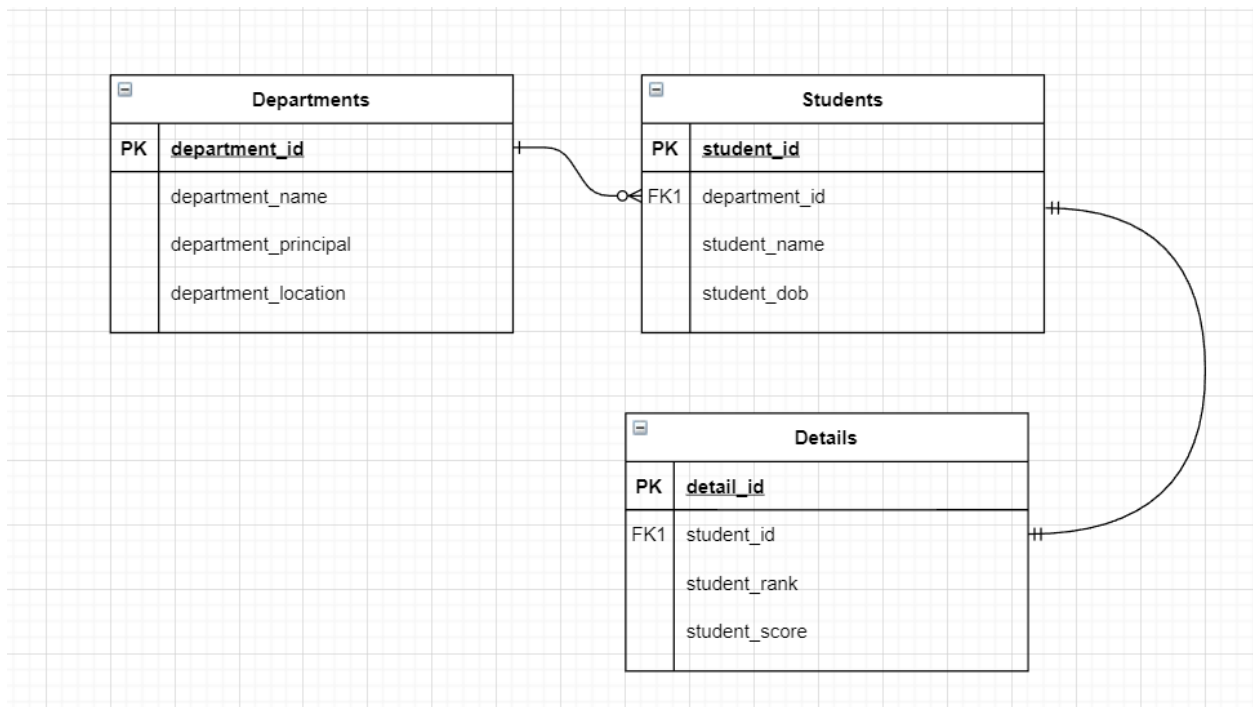 Departments
PK department_id
department_name
department_principal
department_location
Students
PK student_id
FK1 department_id
student_name
student_dob
Details
PK detail_id
FK1 student_id
student_rank
student_score